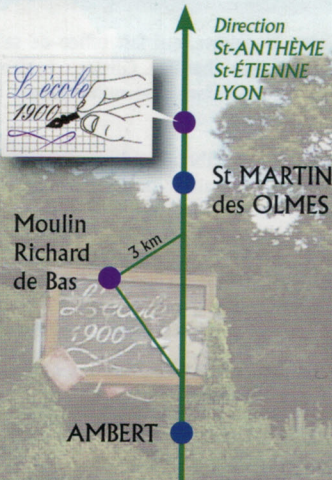 Direction
St-ANTHÈME
St-ÉTIENNE
LYON
L'école
1900
St MARTIN
des OLMES
Moulin
Richard
de Bas
3 km
L'École
1900
AMBERT